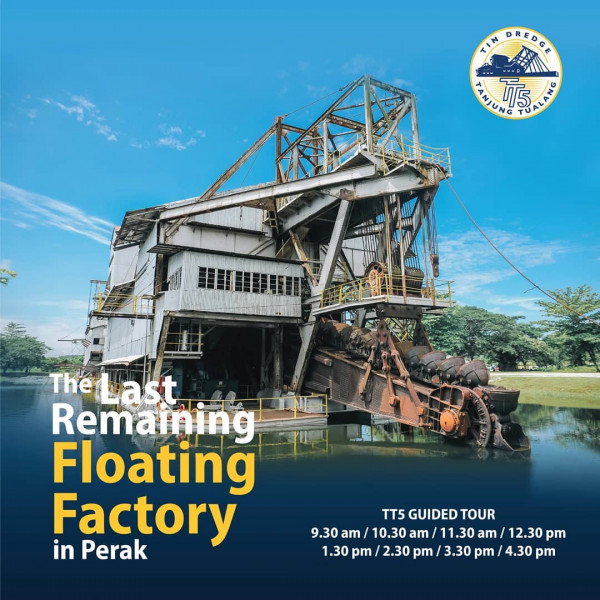 TIN DREDGE
TT5
TANJUNG TUALANG
The Last
Remaining
Floating
Factory
in Perak
TT5 GUIDED TOUR
9.30 am / 10.30 am / 11.30 am / 12.30 pm
1.30 pm / 2.30 pm / 3.30 pm / 4.30 pm